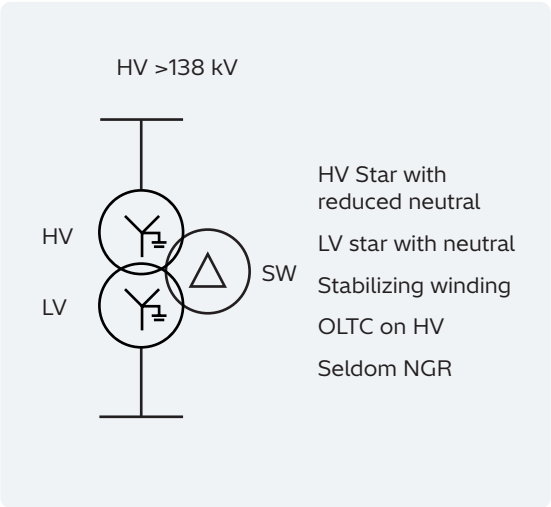 HV >138 kV
HV
LV
SW
HV Star with
reduced neutral
LV star with neutral
Stabilizing winding
OLTC on HV
Seldom NGR